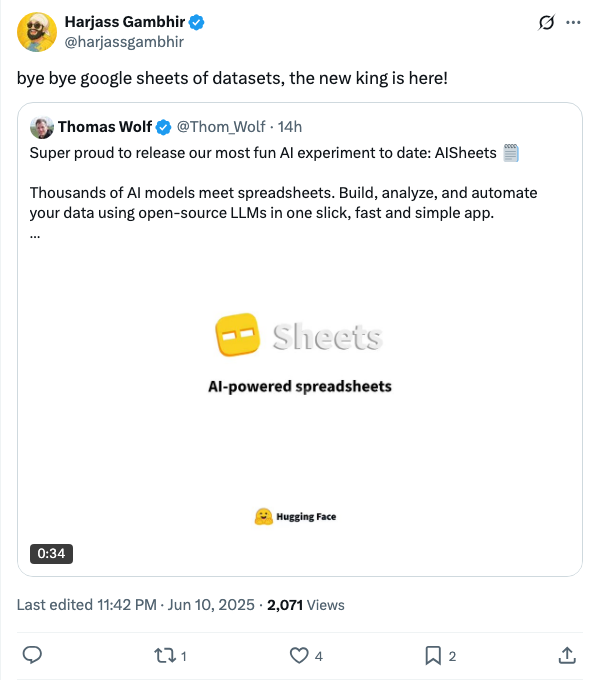 Harjass Gambhir
@harjassgambhir
bye bye google sheets of datasets, the new king is here!
Thomas Wolf @Thom_Wolf · 14h
Super proud to release our most fun AI experiment to date: AISheets
Thousands of AI models meet spreadsheets. Build, analyze, and automate
your data using open-source LLMs in one slick, fast and simple app.
...
Sheets
AI-powered spreadsheets
Hugging Face
0:34
Last edited 11:42 PM · Jun 10, 2025 · 2,071 Views
1 4 2